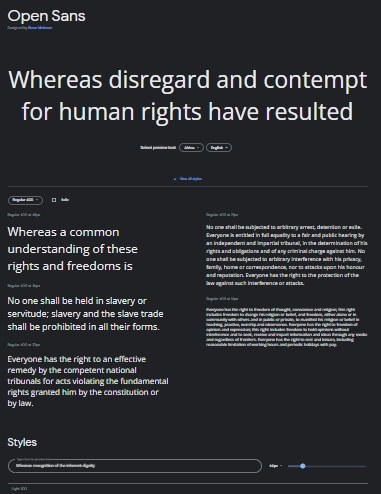 Open Sans
Designed by Steve Matteson
Whereas disregard and contempt
for human rights have resulted
Select preview text:
Africa
English
View all styles
Regular 400
Italic
Regular 400 at 48px
Whereas a common
understanding of these
rights and freedoms is
Regular 400 at 36px
No one shall be held in slavery or
servitude; slavery and the slave trade
shall be prohibited in all their forms.
Regular 400 at 32px
Everyone has the right to an effective
remedy by the competent national
tribunals for acts violating the fundamental
rights granted him by the constitution or
by law.
Regular 400 at 21px
No one shall be subjected to arbitrary arrest, detention or exile.
Everyone is entitled in full equality to a fair and public hearing by
an independent and impartial tribunal, in the determination of his
rights and obligations and of any criminal charge against him. No
one shall be subjected to arbitrary interference with his privacy,
family, home or correspondence, nor to attacks upon his honour
and reputation. Everyone has the right to the protection of the
law against such interference or attacks.
Regular 400 at 16px
Everyone has the right to freedom of thought, conscience and religion; this right
includes freedom to change his religion or belief, and freedom, either alone or in
community with others and in public or private, to manifest his religion or belief in
teaching, practice, worship and observance. Everyone has the right to freedom of
opinion and expression; this right includes freedom to hold opinions without
interference and to seek, receive and impart information and ideas through any media
and regardless of frontiers. Everyone has the right to rest and leisure, including
reasonable limitation of working hours and periodic holidays with pay.
Styles
Type here to preview text
Whereas recognition of the inherent dignity
Light 300